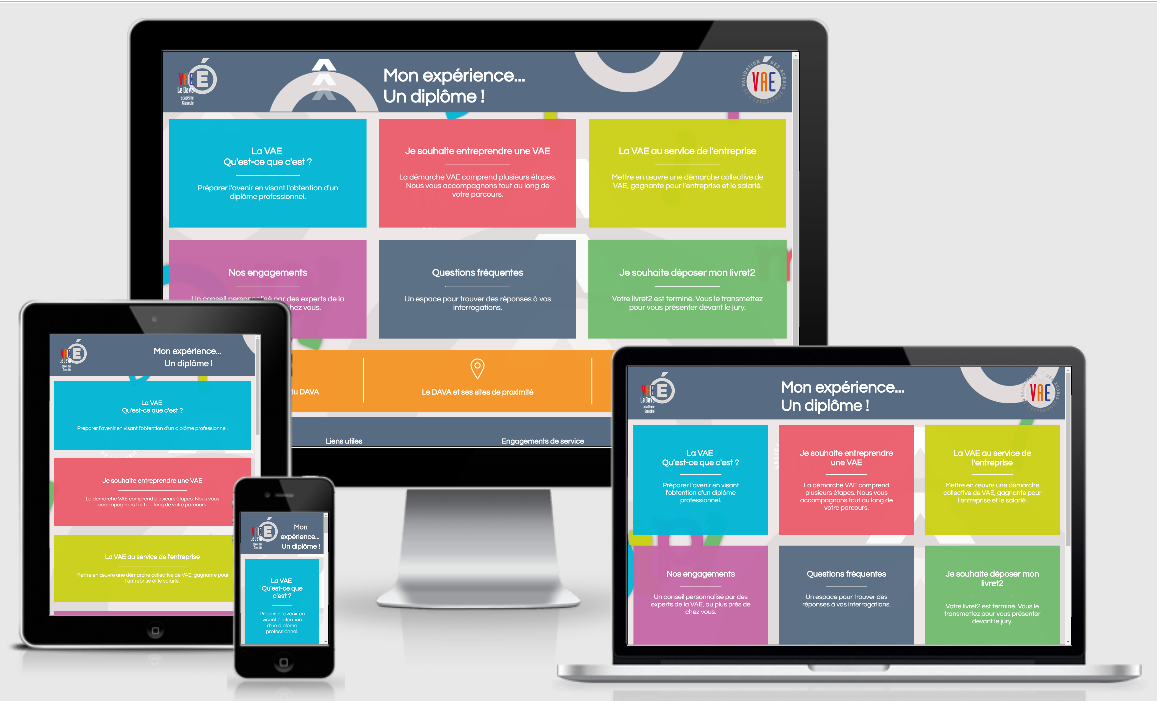 VAE
Le DAVA
Mon expérience...
Un diplôme !
VAE
La VAE
Qu'est-ce que c'est ?
Préparer l'avenir en visant l'obtention d'un
diplôme professionnel.
Je souhaite entreprendre une VAE
La démarche VAE comprend plusieurs étapes.
Nous vous accompagnons tout au long de
votre parcours.
La VAE au service de l'entreprise
Mettre en œuvre une démarche collective de
VAE, gagnante pour l'entreprise et le salarié.
Nos engagements
Un conseil personnalisé par des experts de la
chez vous.
Questions fréquentes
Un espace pour trouver des réponses à vos
interrogations.
Je souhaite déposer mon livret2
Votre livret2 est terminé. Vous le transmettez
pour vous présenter devant le jury.
du DAVA
Le DAVA et ses sites de proximité
Liens utiles
Engagements de service
Mon expérience...
Un diplôme !
La VAE
Qu'est-ce que c'est ?
Préparer l'avenir en visant l'obtention d'un diplôme professionnel.
Je souhaite entreprendre une VAE
La démarche VAE comprend plusieurs étapes. Nous vous
accompagnons tout au long de votre parcours.
La VAE au service de l'entreprise
Mettre en œuvre une démarche collective de VAE, gagnante pour
l'entreprise et le salarié.
Mon
expérience...
Un diplôme !
La VAE
Qu'est-ce que
c'est ?
Préparer l'avenir en
visant l'obtention
d'un diplôme
professionnel.
Mon expérience...
Un diplôme !
VAE
La VAE
Qu'est-ce que c'est ?
Préparer l'avenir en visant
l'obtention d'un diplôme
professionnel.
Je souhaite entreprendre
une VAE
La démarche VAE comprend
plusieurs étapes. Nous vous
accompagnons tout au long de
votre parcours.
La VAE au service de
l'entreprise
Mettre en œuvre une démarche
collective de VAE, gagnante pour
l'entreprise et le salarié.
Nos engagements
Un conseil personnalisé par des
experts de la VAE, au plus près de
chez vous.
Questions fréquentes
Un espace pour trouver des
réponses à vos interrogations.
Je souhaite déposer mon
livret2
Votre livret2 est terminé. Vous le
transmettez pour vous présenter
devant le jury.